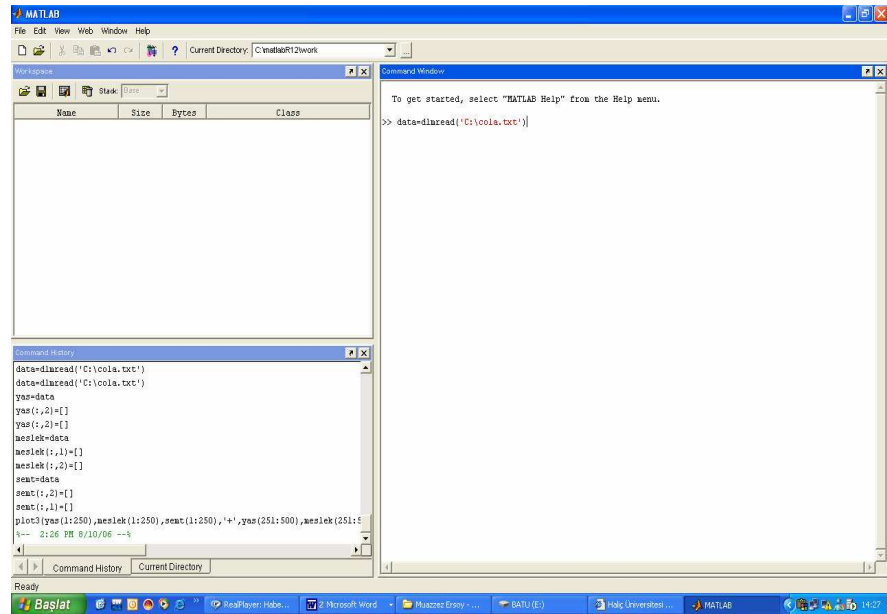 MATLAB
File Edit View Web Window Help
Current Directory: C:\matlabR12\work
Workspace
Stack: Base
Name Size Bytes Class
Command History
data=dlmread('C:\cola.txt')
data=dlmread('C:\cola.txt')
yas=data
yas(:,2)=[]
yas(:,2)=[]
meslek=data
meslek(:,1)=[]
meslek(:,2)=[]
semt=data
semt(:,2)=[]
semt(:,1)=[]
plot3(yas(1:250),meslek(1:250),semt(1:250),'+',yas(251:500),meslek(251:5
%-- 2:26 PM 8/10/06 --%
Command History Current Directory
Command Window
To get started, select "MATLAB Help" from the Help menu.
>> data=dlmread('C:\cola.txt')
Ready
Başlat RealPlayer: Habe... 2 Microsoft Word Muazzez Ersoy - ... BATU (E:) Haliç Üniversitesi ... MATLAB 14:27